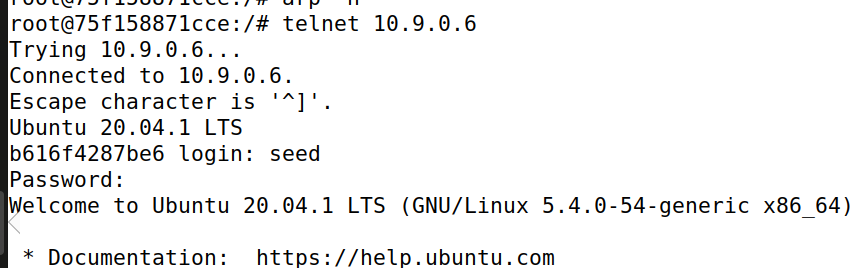 root@75f158871cce:/# arp -n
root@75f158871cce:/# telnet 10.9.0.6
Trying 10.9.0.6...
Connected to 10.9.0.6.
Escape character is '^]'.
Ubuntu 20.04.1 LTS
b616f4287be6 login: seed
Password:
Welcome to Ubuntu 20.04.1 LTS (GNU/Linux 5.4.0-54-generic x86_64)
* Documentation:  https://help.ubuntu.com